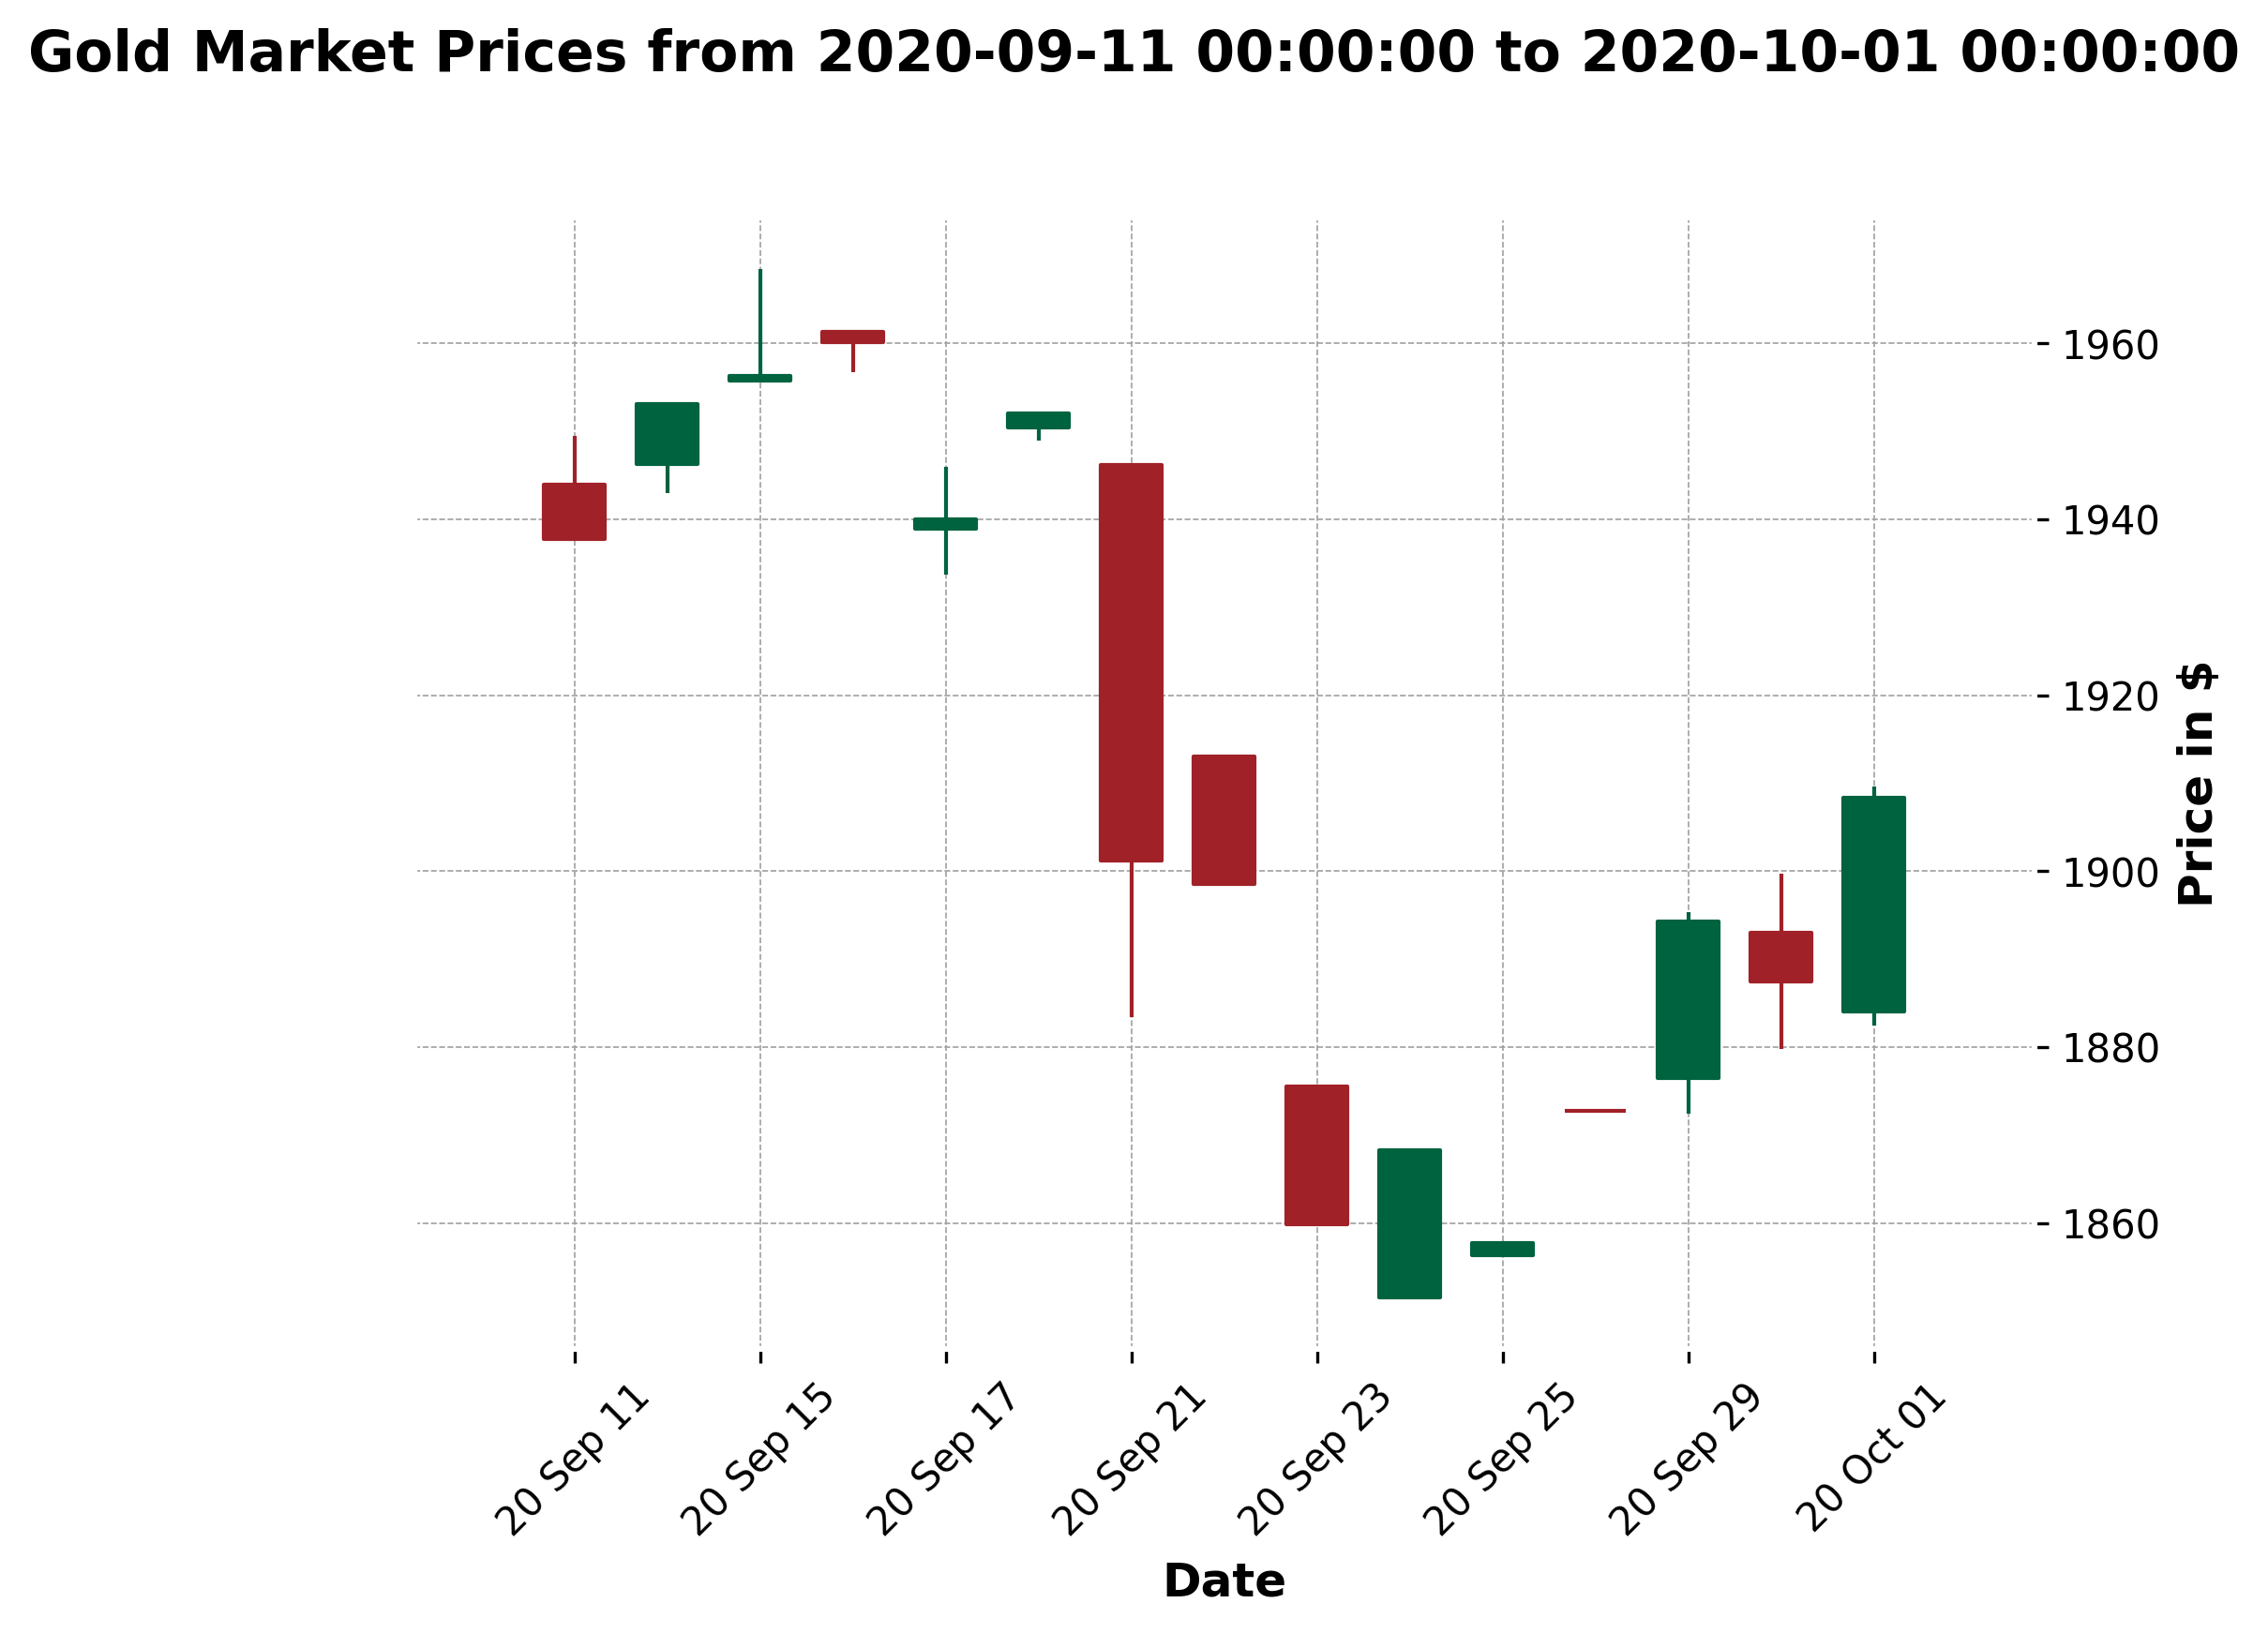 Gold Market Prices from 2020-09-11 00:00:00 to 2020-10-01 00:00:00
1960
1940
1920
1900
1880
1860
Price in $
20 Sep 11
20 Sep 15
20 Sep 17
20 Sep 21
20 Sep 23
20 Sep 25
20 Sep 29
20 Oct 01
Date